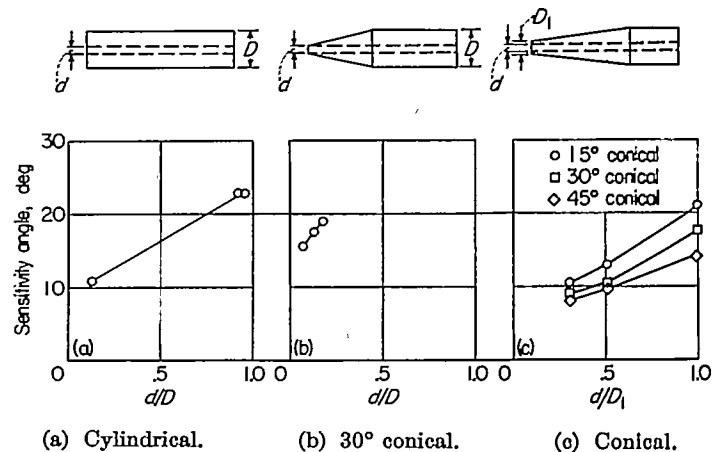 d
D
d
D
d
D₁
Sensitivity angle, deg
30
20
10
0
(a)
0
.5
1.0
d/D
(b)
0
.5
1.0
d/D
○ 15° conical
□ 30° conical
◇ 45° conical
(c)
0
.5
1.0
d/D₁
(a) Cylindrical.
(b) 30° conical.
(c) Conical.